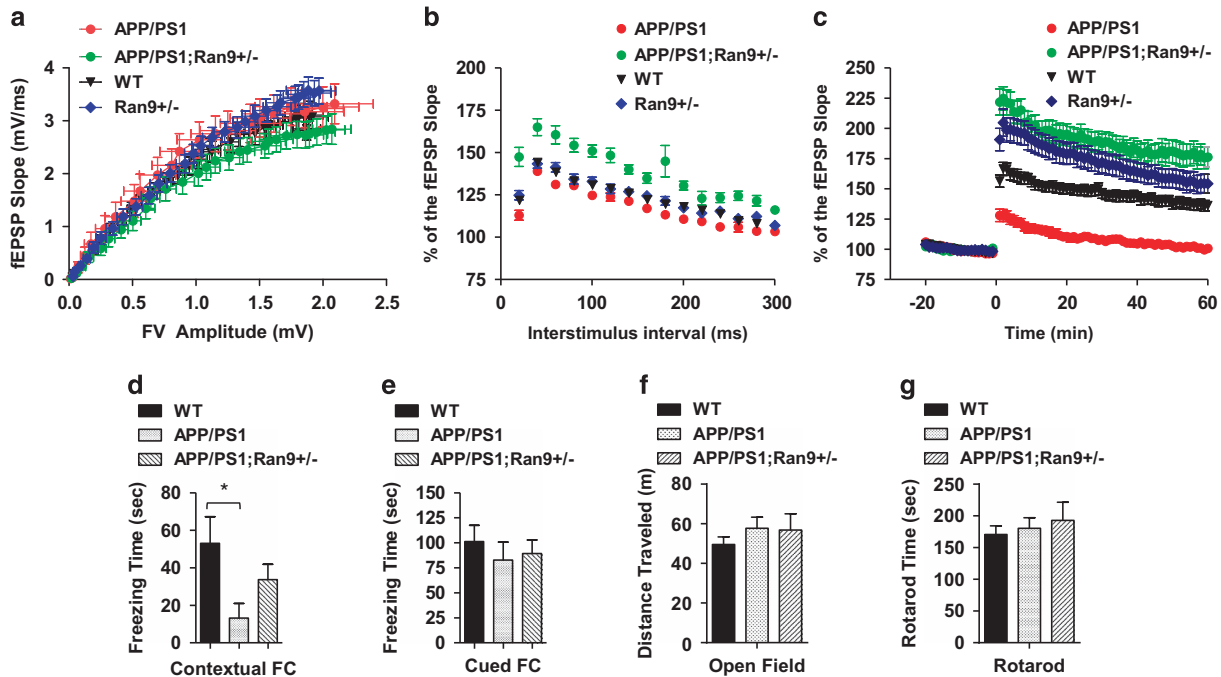 a
APP/PS1
APP/PS1;Ran9+/-
WT
Ran9+/-
fEPSP Slope (mV/ms)
4
3
2
1
0
0.0 0.5 1.0 1.5 2.0 2.5
FV Amplitude (mV)
b
APP/PS1
APP/PS1;Ran9+/-
WT
Ran9+/-
% of the fEPSP Slope
175
150
125
100
75
0 100 200 300
Interstimulus interval (ms)
c
APP/PS1
APP/PS1;Ran9+/-
WT
Ran9+/-
% of the fEPSP Slope
250
225
200
175
150
125
100
75
-20 0 20 40 60
Time (min)
d
WT
APP/PS1
APP/PS1;Ran9+/-
Freezing Time (sec)
80
60
40
20
0
*
Contextual FC
e
WT
APP/PS1
APP/PS1;Ran9+/-
Freezing Time (sec)
150
125
100
75
50
25
0
Cued FC
f
WT
APP/PS1
APP/PS1;Ran9+/-
Distance Traveled (m)
80
60
40
20
0
Open Field
g
WT
APP/PS1
APP/PS1;Ran9+/-
Rotarod Time (sec)
250
200
150
100
50
0
Rotarod